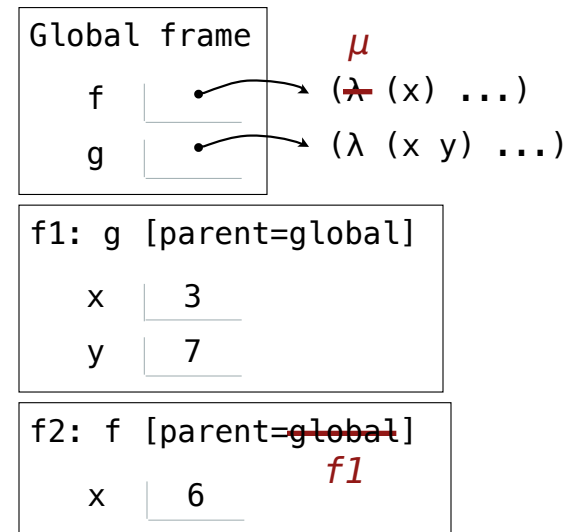 Global frame
μ
f (λ (x) ...)
g (λ (x y) ...)
f1: g [parent=global]
x 3
y 7
f2: f [parent=global]
f1
x 6